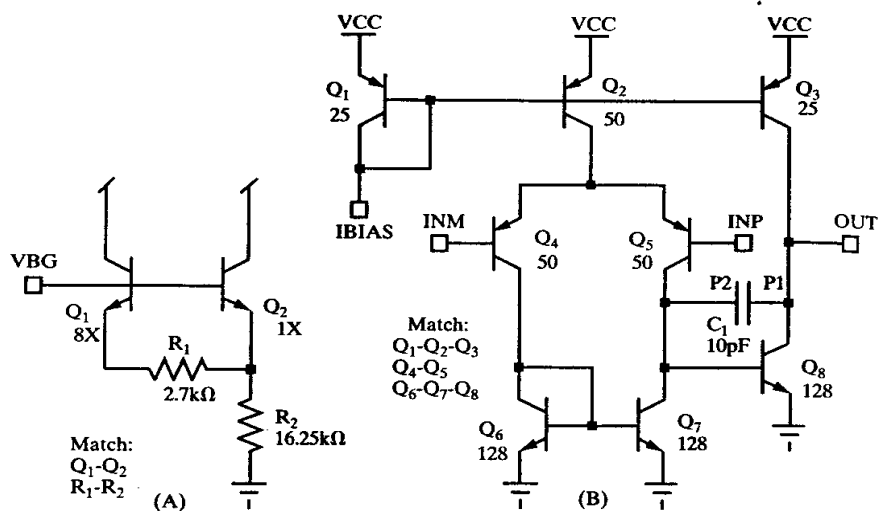 VCC
VCC
VCC
Q1
25
Q2
50
Q3
25
IBIAS
INM
INP
OUT
Q4
50
Q5
50
P2
P1
C1
10pF
VBG
Q1
8X
Q2
1X
R1
2.7kΩ
R2
16.25kΩ
Match:
Q1-Q2
R1-R2
(A)
Match:
Q1-Q2-Q3
Q4-Q5
Q6-Q7-Q8
Q6
128
Q7
128
Q8
128
(B)